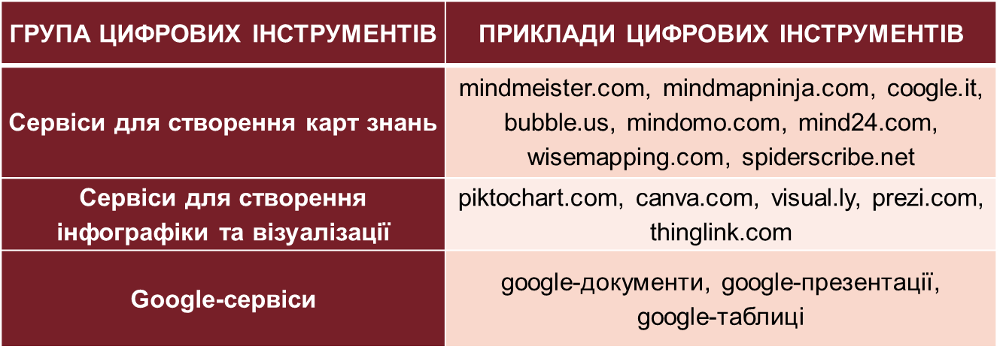 ГРУПА ЦИФРОВИХ ІНСТРУМЕНТІВ
ПРИКЛАДИ ЦИФРОВИХ ІНСТРУМЕНТІВ
Сервіси для створення карт знань
mindmeister.com, mindmapninja.com, coogle.it,
bubble.us, mindomo.com, mind24.com,
wisemapping.com, spiderscribe.net
Сервіси для створення
інфографіки та візуалізації
piktochart.com, canva.com, visual.ly, prezi.com,
thinglink.com
Google-сервіси
google-документи, google-презентації,
google-таблиці